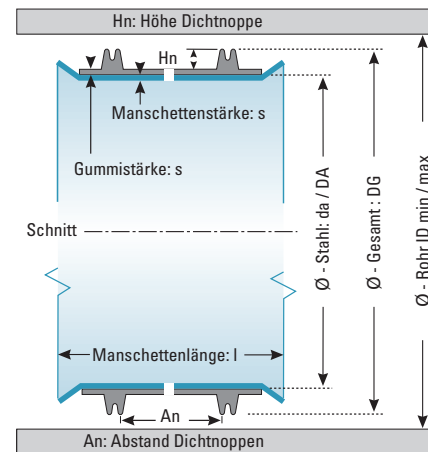 Hn: Höhe Dichtnoppe
Hn
Manschettenstärke: s
Gummistärke: s
Schnitt
Manschettenlänge: l
An
An: Abstand Dichtnoppen
Ø - Stahl: da / DA
Ø - Gesamt : DG
Ø - Rohr ID min / max